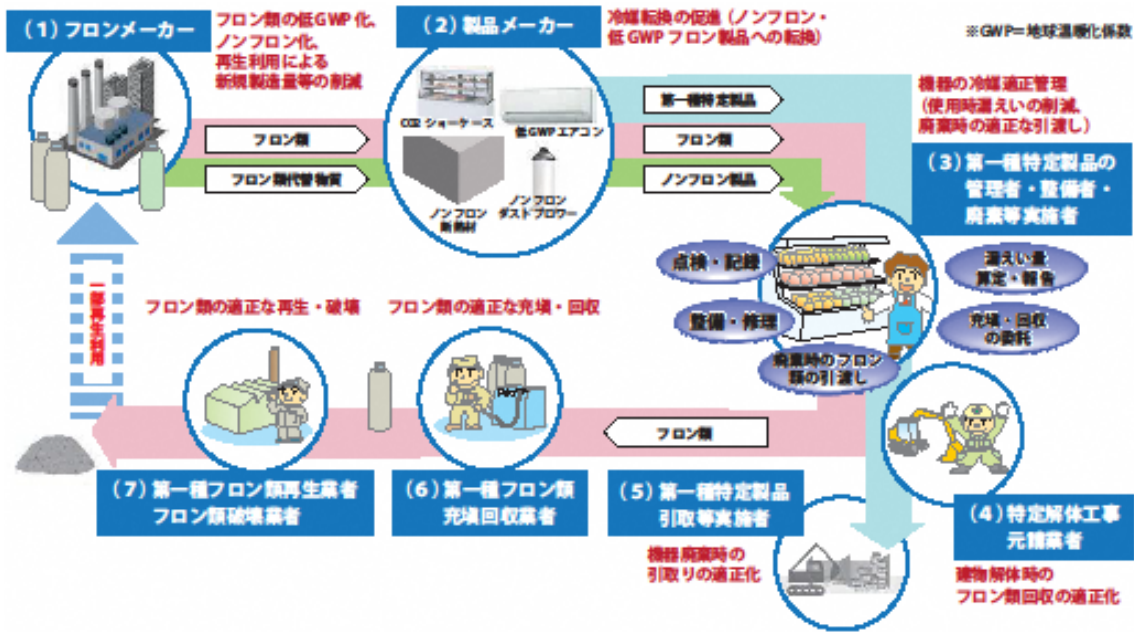 (1)フロンメーカー
フロン類の低GWP化、
ノンフロン化、
再生利用による
新規製造量等の削減
(2)製品メーカー
冷媒転換の促進(ノンフロン・
低GWPフロン製品への転換)
※GWP=地球温暖化係数
フロン類
フロン類代替物質
CO2ショーケース
低GWPエアコン
ノンフロン
断熱材
ノンフロン
ダストブロワー
第一種特定製品
フロン類
ノンフロン製品
機器の冷媒適正管理
(使用時漏えいの削減、
廃棄時の適正な引渡し)
(3)第一種特定製品の
管理者・整備者・
廃棄等実施者
点検・記録
整備・修理
廃棄時のフロン
類の引渡し
漏えい量
算定・報告
充塡・回収
の委託
一部再生利用
フロン類の適正な再生・破壊
フロン類の適正な充塡・回収
フロン類
(7)第一種フロン類再生業者
フロン類破壊業者
(6)第一種フロン類
充塡回収業者
(5)第一種特定製品
引取等実施者
機器廃棄時の
引取りの適正化
(4)特定解体工事
元請業者
建物解体時の
フロン類回収の適正化